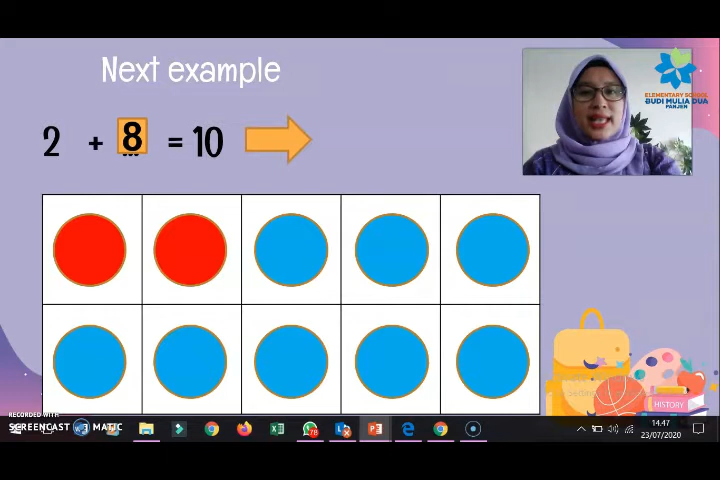 Next example
2 + 8 = 10
ELEMENTARY SCHOOL
BUDI MULIA DUA
PANJEN
HISTORY
RECORDED WITH
SCREENCAST MATIC
78
14.47
23/07/2020